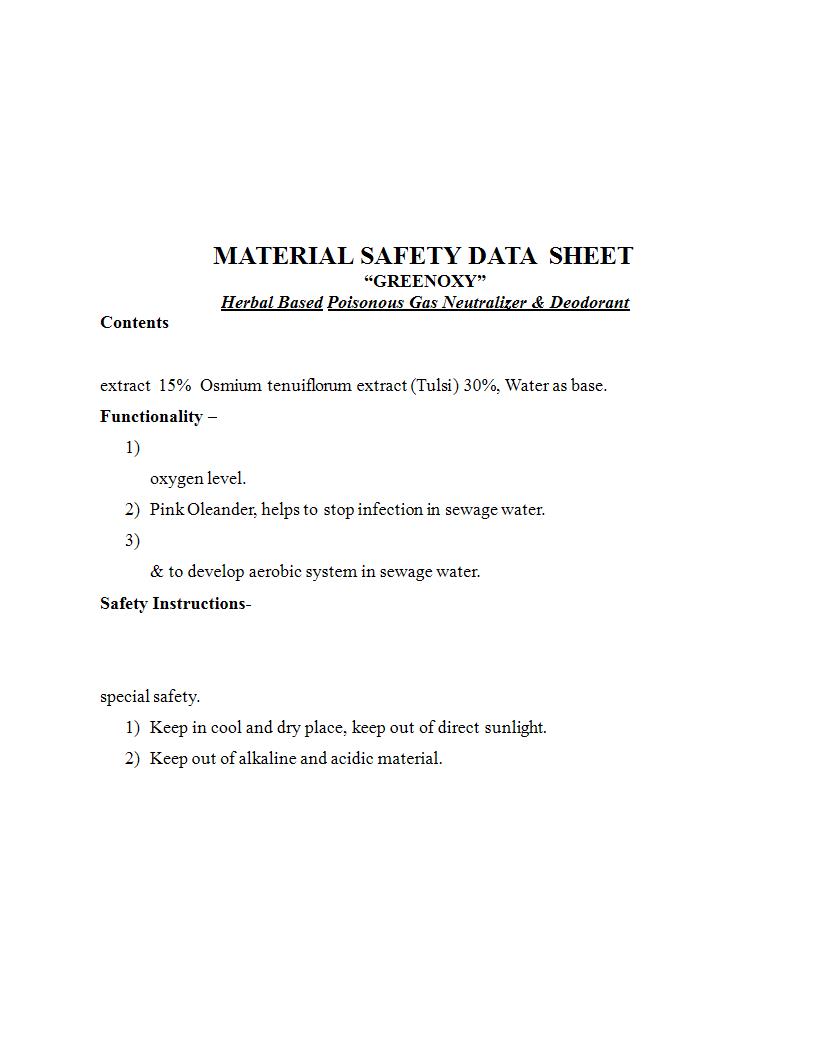 MATERIAL SAFETY DATA SHEET
“GREENOXY”
Herbal Based Poisonous Gas Neutralizer & Deodorant
Contents
extract 15% Osmium tenuiflorum extract (Tulsi) 30%, Water as base.
Functionality –
1)
oxygen level.
2) Pink Oleander, helps to stop infection in sewage water.
3)
& to develop aerobic system in sewage water.
Safety Instructions-
special safety.
1) Keep in cool and dry place, keep out of direct sunlight.
2) Keep out of alkaline and acidic material.